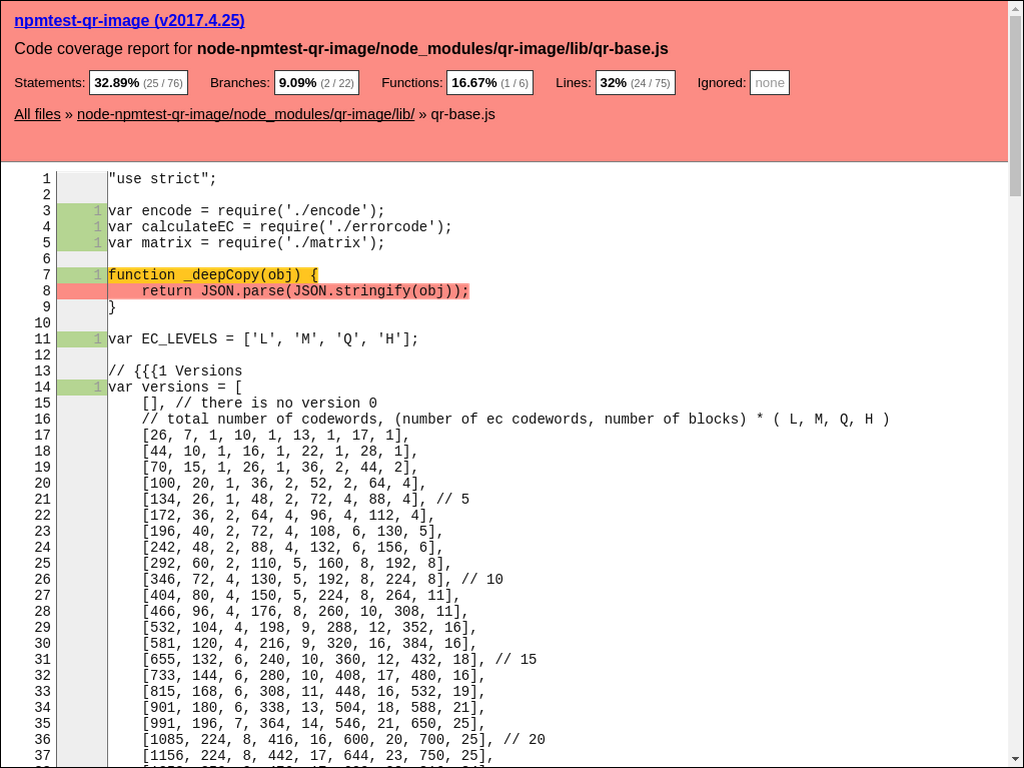 npmtest-qr-image (v2017.4.25)
Code coverage report for node-npmtest-qr-image/node_modules/qr-image/lib/qr-base.js
Statements: 32.89% (25 / 76) Branches: 9.09% (2 / 22) Functions: 16.67% (1 / 6) Lines: 32% (24 / 75) Ignored: none
All files » node-npmtest-qr-image/node_modules/qr-image/lib/ » qr-base.js
1 "use strict";
2
3 1 var encode = require('./encode');
4 1 var calculateEC = require('./errorcode');
5 1 var matrix = require('./matrix');
6
7 1 function _deepCopy(obj) {
8     return JSON.parse(JSON.stringify(obj));
9 }
10
11 1 var EC_LEVELS = ['L', 'M', 'Q', 'H'];
12
13 // {{{1 Versions
14 1 var versions = [
15     [], // there is no version 0
16     // total number of codewords, (number of ec codewords, number of blocks) * ( L, M, Q, H )
17     [26, 7, 1, 10, 1, 13, 1, 17, 1],
18     [44, 10, 1, 16, 1, 22, 1, 28, 1],
19     [70, 15, 1, 26, 1, 36, 2, 44, 2],
20     [100, 20, 1, 36, 2, 52, 2, 64, 4],
21     [134, 26, 1, 48, 2, 72, 4, 88, 4], // 5
22     [172, 36, 2, 64, 4, 96, 4, 112, 4],
23     [196, 40, 2, 72, 4, 108, 6, 130, 5],
24     [242, 48, 2, 88, 4, 132, 6, 156, 6],
25     [292, 60, 2, 110, 5, 160, 8, 192, 8],
26     [346, 72, 4, 130, 5, 192, 8, 224, 8], // 10
27     [404, 80, 4, 150, 5, 224, 8, 264, 11],
28     [466, 96, 4, 176, 8, 260, 10, 308, 11],
29     [532, 104, 4, 198, 9, 288, 12, 352, 16],
30     [581, 120, 4, 216, 9, 320, 16, 384, 16],
31     [655, 132, 6, 240, 10, 360, 12, 432, 18], // 15
32     [733, 144, 6, 280, 10, 408, 17, 480, 16],
33     [815, 168, 6, 308, 11, 448, 16, 532, 19],
34     [901, 180, 6, 338, 13, 504, 18, 588, 21],
35     [991, 196, 7, 364, 14, 546, 21, 650, 25],
36     [1085, 224, 8, 416, 16, 600, 20, 700, 25], // 20
37     [1156, 224, 8, 442, 17, 644, 23, 750, 25],